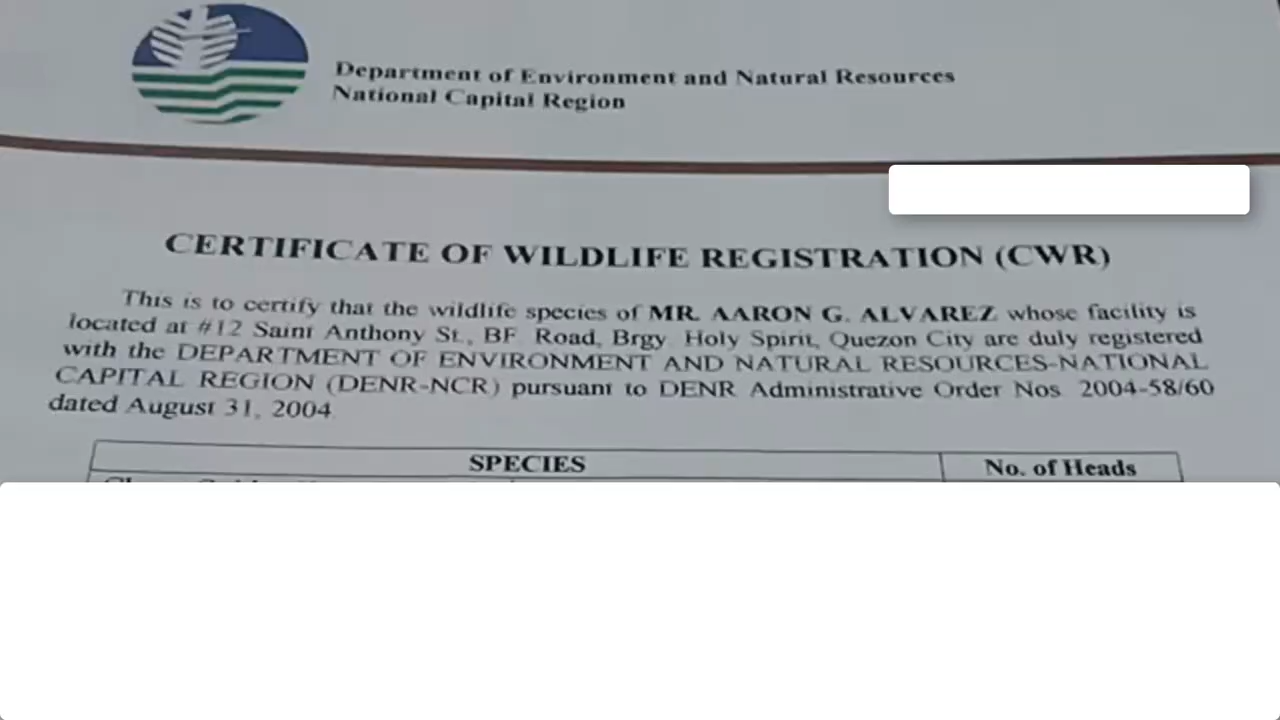 Department of Environment and Natural Resources
National Capital Region
CERTIFICATE OF WILDLIFE REGISTRATION (CWR)
This is to certify that the wildlife species of MR. AARON G. ALVAREZ whose facility is
located at #12 Saint Anthony St., BF Road, Brgy Holy Spirit, Quezon City are duly registered
with the DEPARTMENT OF ENVIRONMENT AND NATURAL RESOURCES-NATIONAL
CAPITAL REGION (DENR-NCR) pursuant to DENR Administrative Order Nos 2004-58/60
dated August 31, 2004
SPECIES No. of Heads